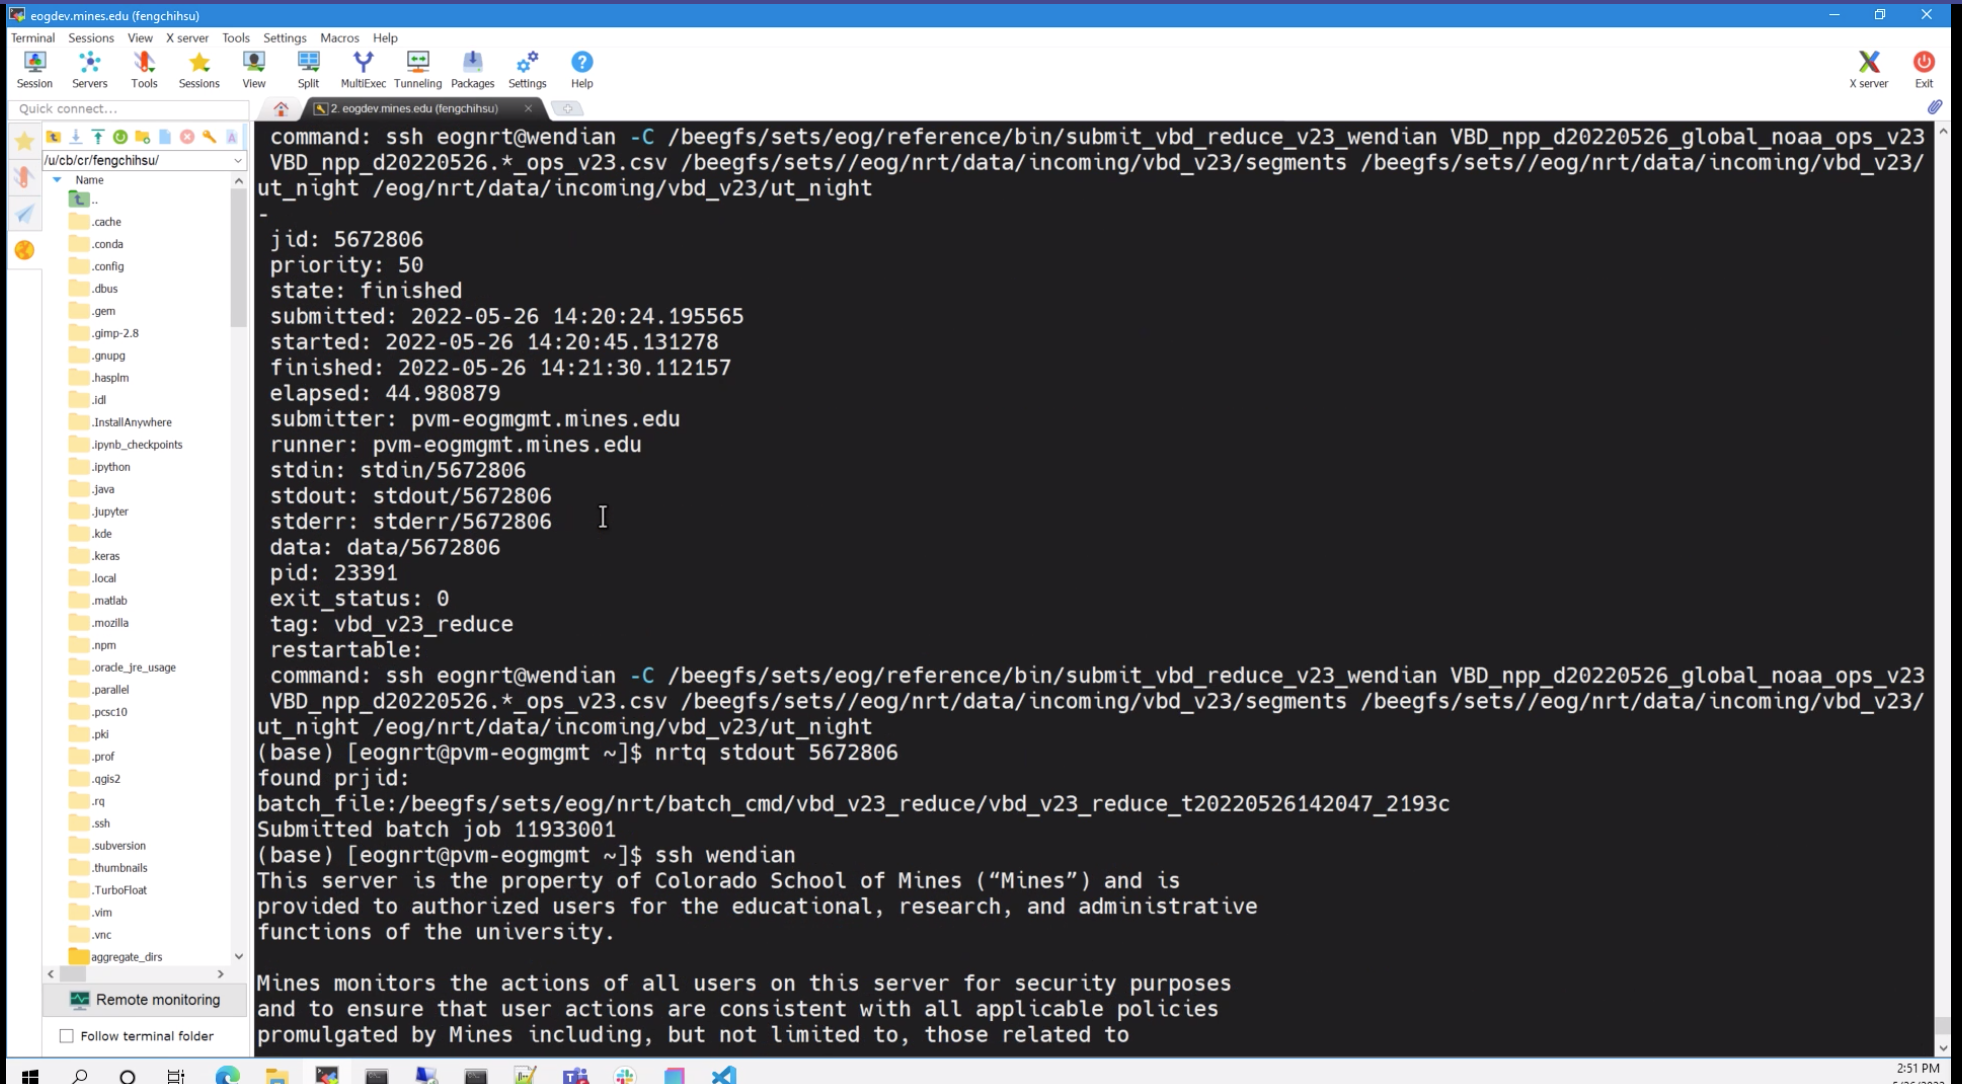 eogdev.mines.edu (fengchihsu)
Terminal Sessions View X server Tools Settings Macros Help
Session Servers Tools Sessions View Split MultiExec Tunneling Packages Settings Help X server Exit
Quick connect...
2. eogdev.mines.edu (fengchihsu)
/u/cb/cr/fengchihsu/
Name
..
.cache
.conda
.config
.dbus
.gem
.gimp-2.8
.gnupg
.hasplm
.idl
.InstallAnywhere
.ipynb_checkpoints
.ipython
.java
.jupyter
.kde
.keras
.local
.matlab
.mozilla
.npm
.oracle_jre_usage
.parallel
.pcsc10
.pki
.prof
.qgis2
.rq
.ssh
.subversion
.thumbnails
.TurboFloat
.vim
.vnc
aggregate_dirs
Remote monitoring
Follow terminal folder
command: ssh eognrt@wendian -C /beegfs/sets/eog/reference/bin/submit_vbd_reduce_v23_wendian VBD_npp_d20220526_global_noaa_ops_v23
VBD_npp_d20220526.*_ops_v23.csv /beegfs/sets//eog/nrt/data/incoming/vbd_v23/segments /beegfs/sets//eog/nrt/data/incoming/vbd_v23/
ut_night /eog/nrt/data/incoming/vbd_v23/ut_night
-
jid: 5672806
priority: 50
state: finished
submitted: 2022-05-26 14:20:24.195565
started: 2022-05-26 14:20:45.131278
finished: 2022-05-26 14:21:30.112157
elapsed: 44.980879
submitter: pvm-eogmgmt.mines.edu
runner: pvm-eogmgmt.mines.edu
stdin: stdin/5672806
stdout: stdout/5672806
stderr: stderr/5672806
data: data/5672806
pid: 23391
exit_status: 0
tag: vbd_v23_reduce
restartable:
command: ssh eognrt@wendian -C /beegfs/sets/eog/reference/bin/submit_vbd_reduce_v23_wendian VBD_npp_d20220526_global_noaa_ops_v23
VBD_npp_d20220526.*_ops_v23.csv /beegfs/sets//eog/nrt/data/incoming/vbd_v23/segments /beegfs/sets//eog/nrt/data/incoming/vbd_v23/
ut_night /eog/nrt/data/incoming/vbd_v23/ut_night
(base) [eognrt@pvm-eogmgmt ~]$ nrtq stdout 5672806
found prjid:
batch_file:/beegfs/sets/eog/nrt/batch_cmd/vbd_v23_reduce/vbd_v23_reduce_t20220526142047_2193c
Submitted batch job 11933001
(base) [eognrt@pvm-eogmgmt ~]$ ssh wendian
This server is the property of Colorado School of Mines (“Mines”) and is
provided to authorized users for the educational, research, and administrative
functions of the university.
Mines monitors the actions of all users on this server for security purposes
and to ensure that user actions are consistent with all applicable policies
promulgated by Mines including, but not limited to, those related to
2:51 PM